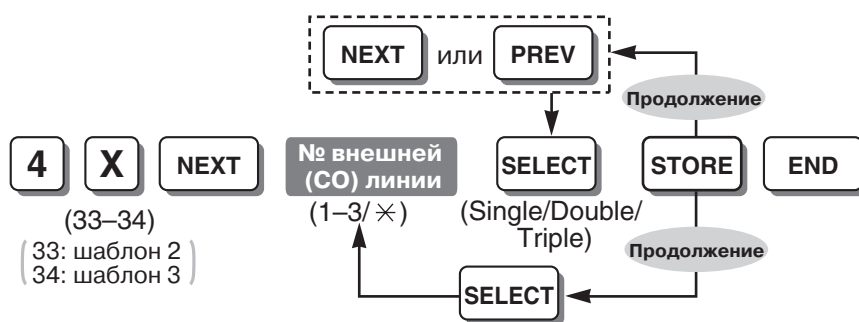 NEXT или PREV
Продолжение
4 X NEXT № внешней (CO) линии SELECT STORE END
(33–34) (1–3/✳) (Single/Double/
Triple)
33: шаблон 2
34: шаблон 3
Продолжение
SELECT